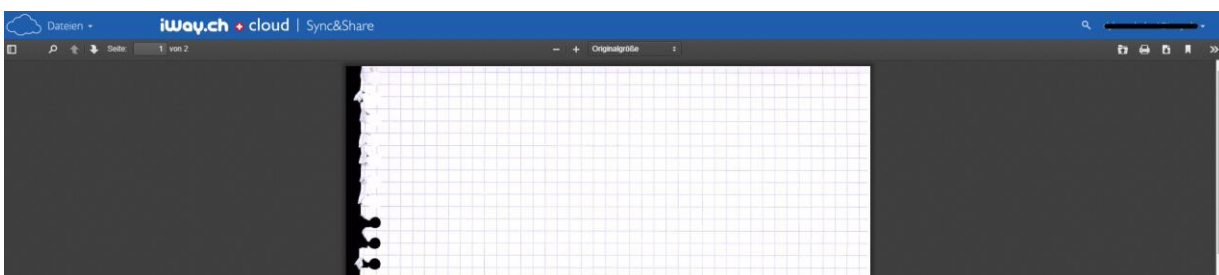 Dateien iWay.ch cloud | Sync&Share
Seite: 1 von 2 − + Originalgröße